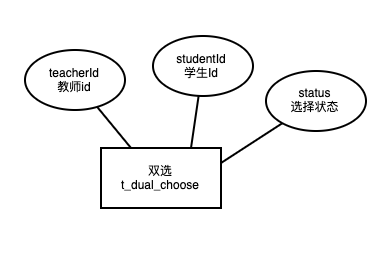 teacherId
教师id
studentId
学生Id
status
选择状态
双选
t_dual_choose